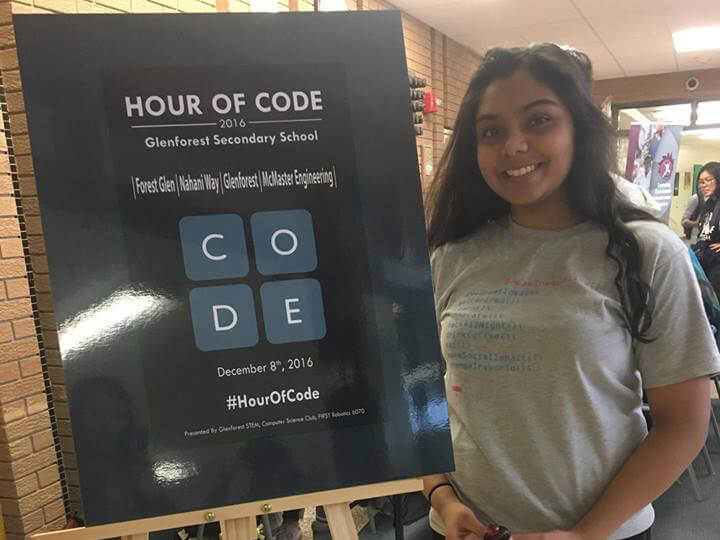 HOUR OF CODE
2016
Glenforest Secondary School
|Forest Glen|Nahani Way|Glenforest|McMaster Engineering|
C O
D E
December 8th, 2016
#HourOfCode
Presented By Glenforest STEM, Computer Science Club, FIRST Robotics 6070